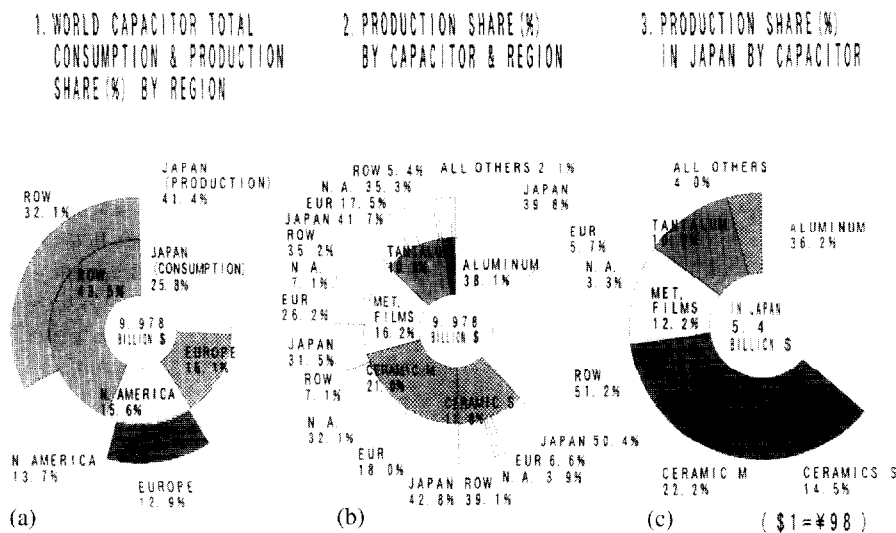 1. WORLD CAPACITOR TOTAL
CONSUMPTION & PRODUCTION
SHARE(%) BY REGION
2. PRODUCTION SHARE(%)
BY CAPACITOR & REGION
3. PRODUCTION SHARE(%)
IN JAPAN BY CAPACITOR
JAPAN
(PRODUCTION)
41.4%
ROW
32.1%
JAPAN
(CONSUMPTION)
25.8%
ROW
9.978
BILLION $
EUROPE
N.AMERICA
15.6%
N.AMERICA
13.7%
EUROPE
12.9%
(a)
ROW 5.4%
ALL OTHERS 2.1%
N.A. 35.3%
EUR 17.5%
JAPAN 41.7%
JAPAN
39.8%
ROW
35.2%
TANTALUM
N.A.
7.1%
ALUMINUM
38.1%
EUR
26.2%
MET.
FILMS
16.2%
9.978
BILLION $
JAPAN
31.5%
CERAMIC M
ROW
7.1%
CERAMIC S
N.A.
32.1%
EUR
18.0%
JAPAN
42.8%
ROW
39.1%
JAPAN 50.4%
EUR 6.6%
N.A. 3.9%
(b)
ALL OTHERS
4.0%
TANTALUM
ALUMINUM
36.2%
EUR
5.7%
N.A.
3.3%
MET.
FILMS
12.2%
IN JAPAN
5.4
BILLION $
ROW
51.2%
CERAMIC M
22.2%
CERAMICS S
14.5%
(c)
($1=¥98)